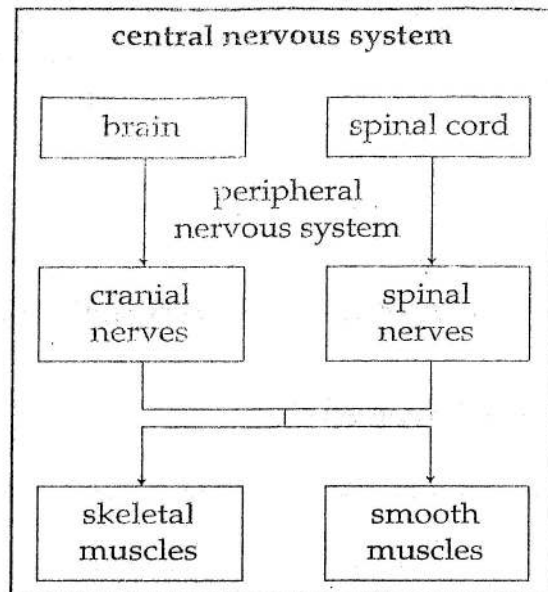 central nervous system
brain
spinal cord
peripheral
nervous system
cranial
nerves
spinal
nerves
skeletal
muscles
smooth
muscles